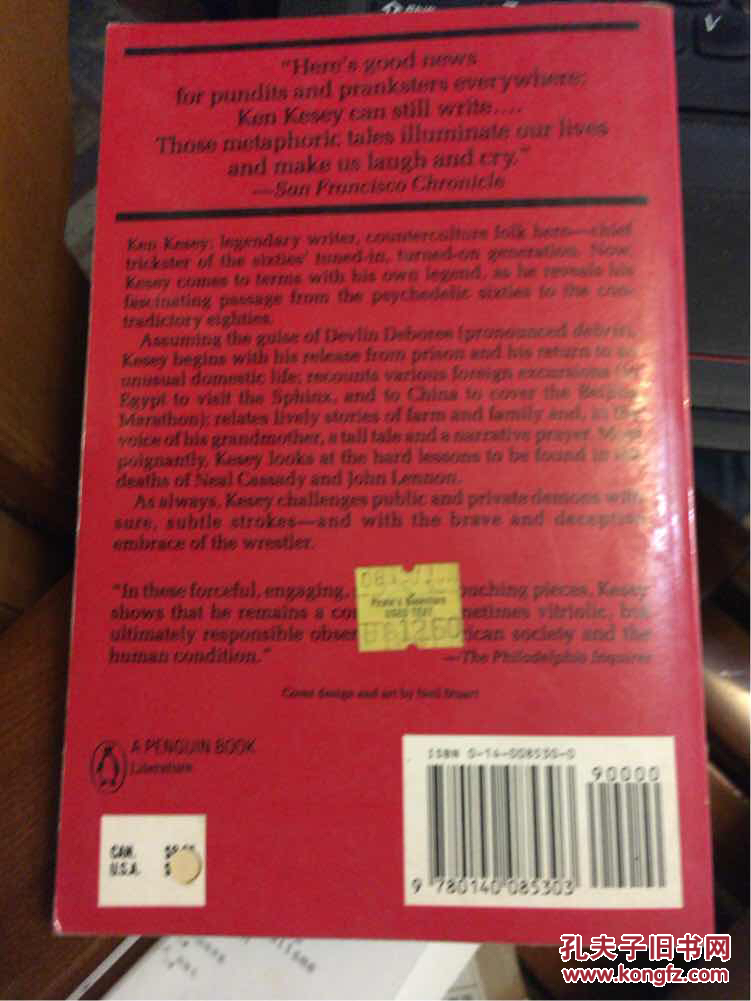 "Here's good news
for pundits and pranksters everywhere:
Ken Kesey can still write....
Those metaphoric tales illuminate our lives
and make us laugh and cry."
—San Francisco Chronicle
Ken Kesey: legendary writer, counterculture folk hero—chief
trickster of the sixties' tuned-in, turned-on generation. Now,
Kesey comes to terms with his own legend, as he reveals his
fascinating passage from the psychedelic sixties to the con-
tradictory eighties.
Assuming the guise of Devlin Deboree (pronounced debris),
Kesey begins with his release from prison and his return to an
unusual domestic life; recounts various foreign excursions (to
Egypt to visit the Sphinx, and to China to cover the Beijing
Marathon); relates lively stories of farm and family and, in the
voice of his grandmother, a tall tale and a narrative prayer. Most
poignantly, Kesey looks at the hard lessons to be found in the
deaths of Neal Cassady and John Lennon.
As always, Kesey challenges public and private demons with
sure, subtle strokes—and with the brave and deceptive
embrace of the wrestler.
"In these forceful, engaging, ouching pieces, Kesey
shows that he remains a co netimes vitriolic, but
ultimately responsible obser rican society and the
human condition."
—The Philadelphia Inquirer
USED TEXT
Cover design and art by Neil Stuart
A PENGUIN BOOK
Literature
ISBN 0-14-008530-0
90000
9 780140 085303
CAN.
U.S.A. $
孔夫子旧书网
www.kongfz.com